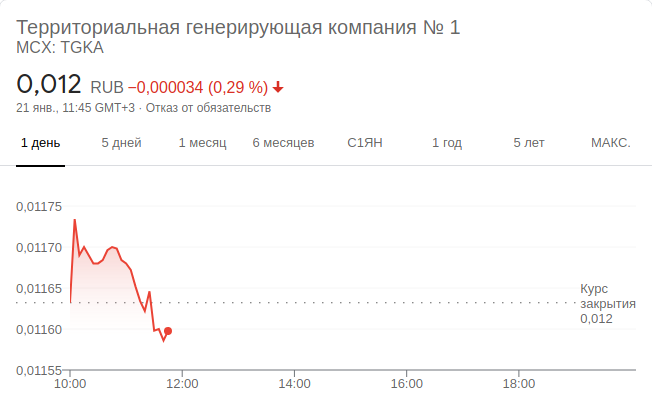 Территориальная генерирующая компания № 1
MCX: TGKA
0,012 RUB −0,000034 (0,29 %)
21 янв., 11:45 GMT+3 · Отказ от обязательств
1 день 5 дней 1 месяц 6 месяцев С1ЯН 1 год 5 лет МАКС.
0,01175
0,01170
0,01165
0,01160
0,01155
Курс
закрытия
0,012
10:00 12:00 14:00 16:00 18:00